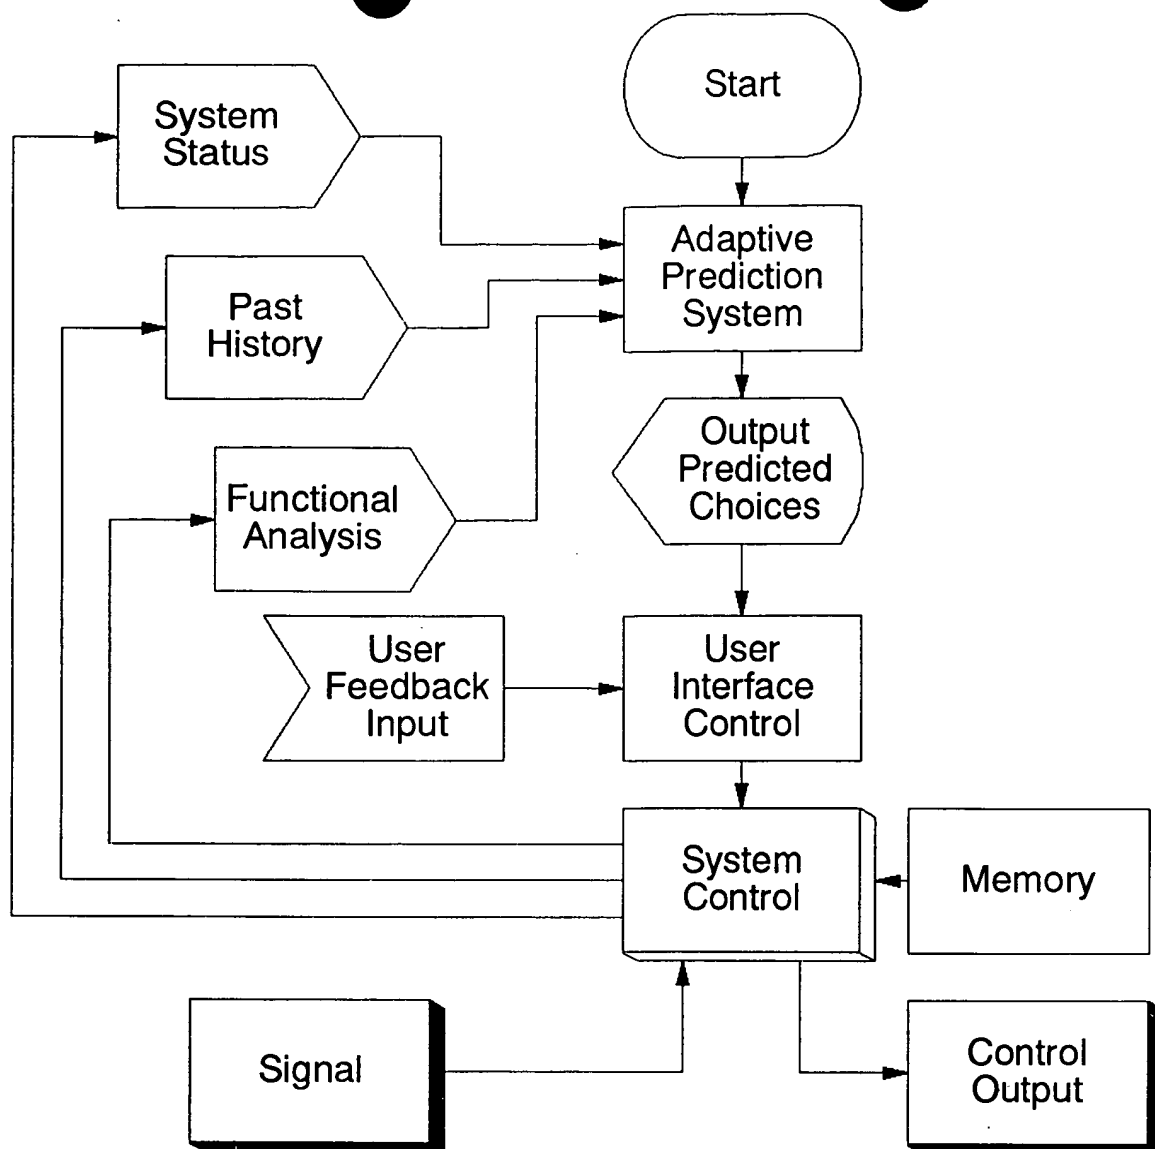 Start
System
Status
Adaptive
Prediction
System
Past
History
Output
Predicted
Choices
Functional
Analysis
User
Feedback
Input
User
Interface
Control
System
Control
Memory
Signal
Control
Output